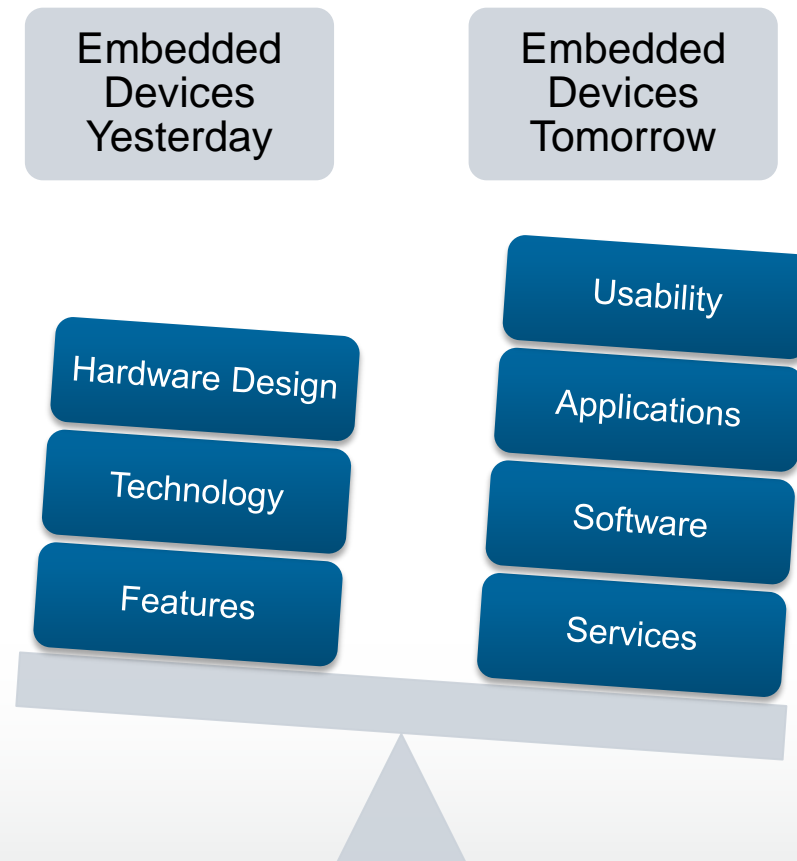 Embedded
Devices
Yesterday
Embedded
Devices
Tomorrow
Hardware Design
Technology
Features
Usability
Applications
Software
Services